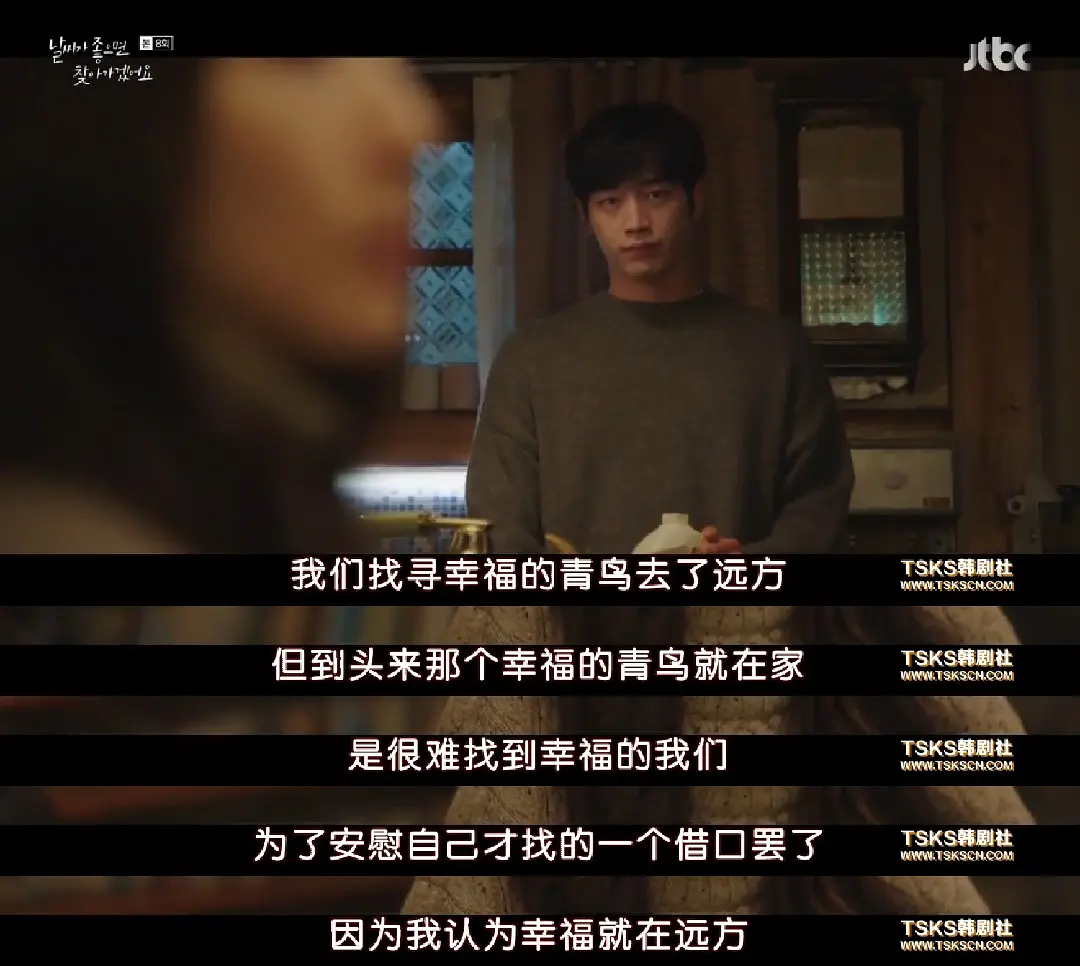 날씨가 좋으면 본 8회
찾아가겠어요
jtbc
我们找寻幸福的青鸟去了远方
TSKS韩剧社
WWW.TSKSCN.COM
但到头来那个幸福的青鸟就在家
TSKS韩剧社
WWW.TSKSCN.COM
是很难找到幸福的我们
TSKS韩剧社
WWW.TSKSCN.COM
为了安慰自己才找的一个借口罢了
TSKS韩剧社
WWW.TSKSCN.COM
因为我认为幸福就在远方
TSKS韩剧社
WWW.TSKSCN.COM